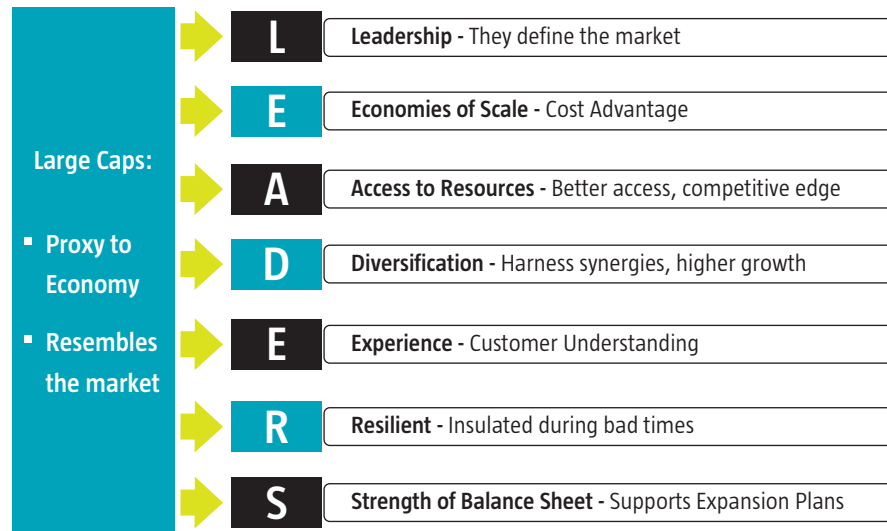 Large Caps:
▪ Proxy to
Economy
▪ Resembles
the market
L
Leadership - They define the market
E
Economies of Scale - Cost Advantage
A
Access to Resources - Better access, competitive edge
D
Diversification - Harness synergies, higher growth
E
Experience - Customer Understanding
R
Resilient - Insulated during bad times
S
Strength of Balance Sheet - Supports Expansion Plans